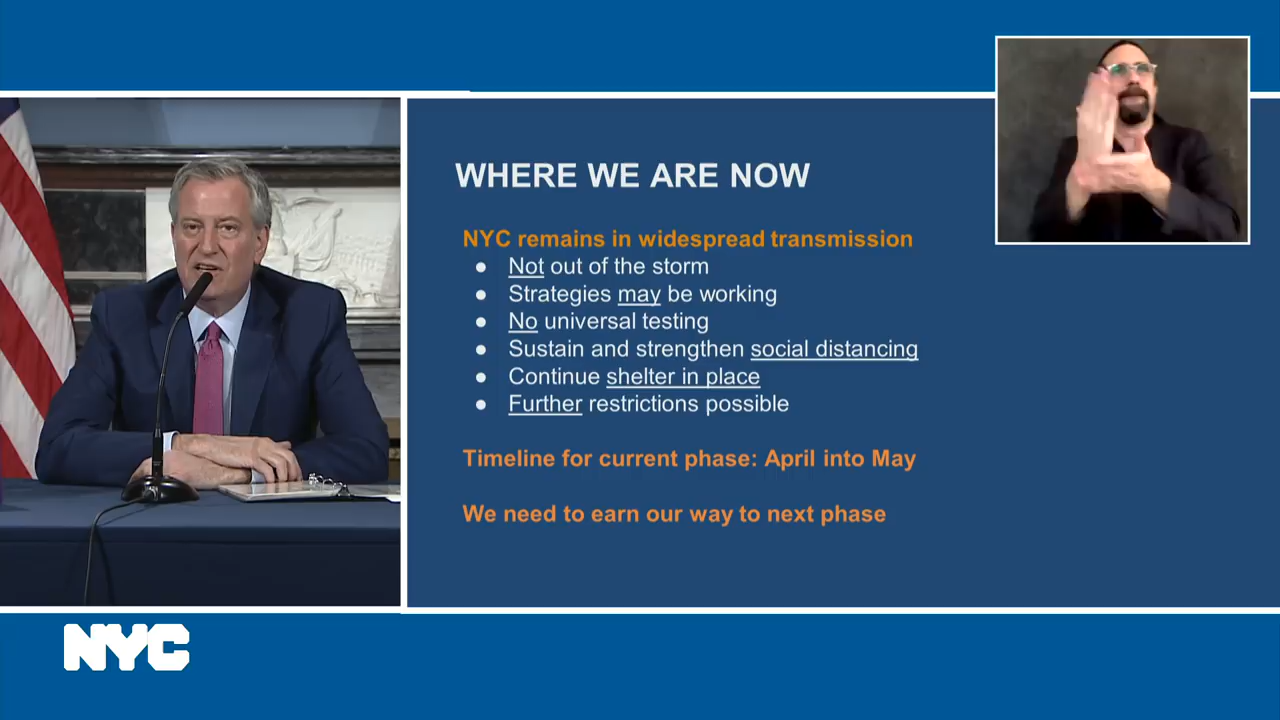 WHERE WE ARE NOW
NYC remains in widespread transmission
● Not out of the storm
● Strategies may be working
● No universal testing
● Sustain and strengthen social distancing
● Continue shelter in place
● Further restrictions possible
Timeline for current phase: April into May
We need to earn our way to next phase
NYC